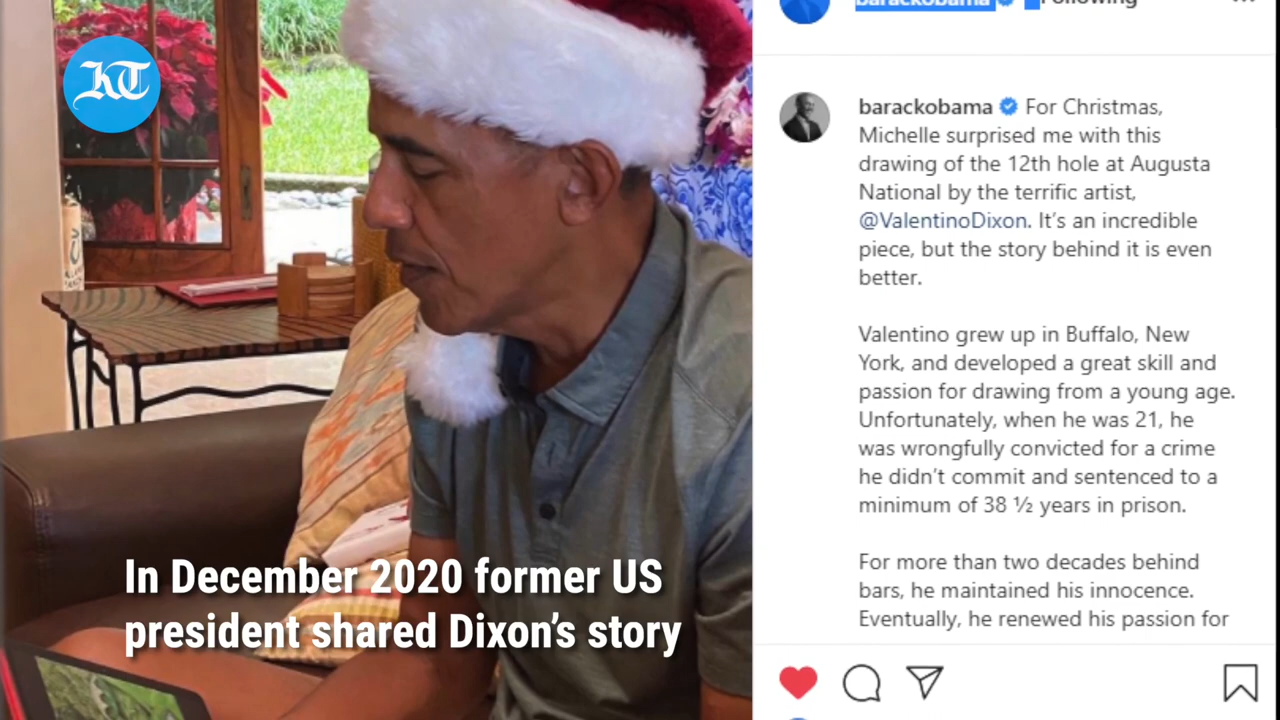 KT
barackobama Following
barackobama For Christmas,
Michelle surprised me with this
drawing of the 12th hole at Augusta
National by the terrific artist,
@ValentinoDixon. It’s an incredible
piece, but the story behind it is even
better.
Valentino grew up in Buffalo, New
York, and developed a great skill and
passion for drawing from a young age.
Unfortunately, when he was 21, he
was wrongfully convicted for a crime
he didn’t commit and sentenced to a
minimum of 38 ½ years in prison.
For more than two decades behind
bars, he maintained his innocence.
Eventually, he renewed his passion for
In December 2020 former US
president shared Dixon’s story